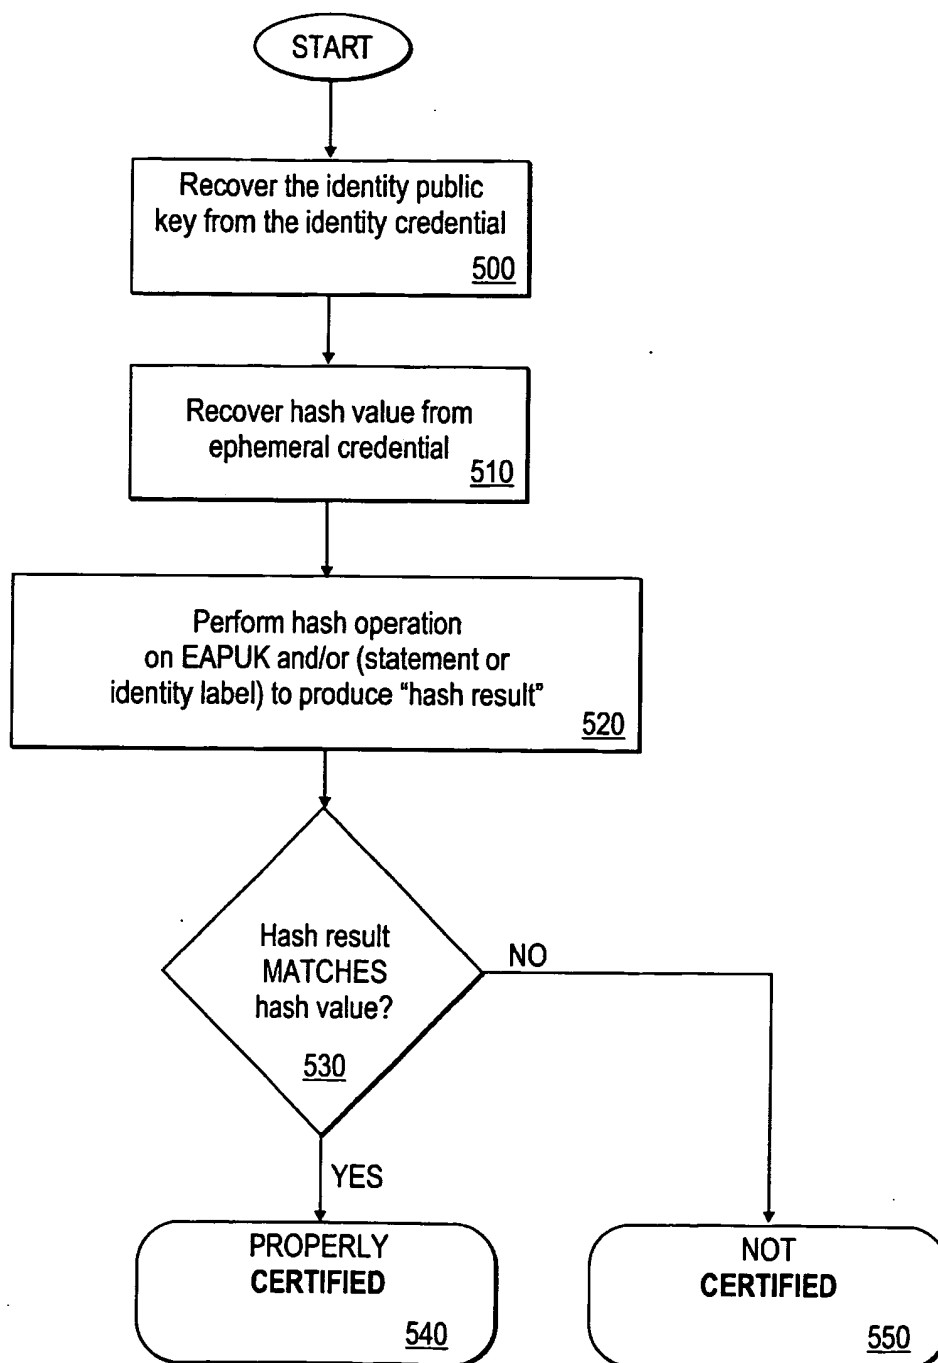 START
Recover the identity public
key from the identity credential
500
Recover hash value from
ephemeral credential
510
Perform hash operation
on EAPUK and/or (statement or
identity label) to produce "hash result"
520
Hash result
MATCHES
hash value?
530
NO
YES
PROPERLY
CERTIFIED
540
NOT
CERTIFIED
550